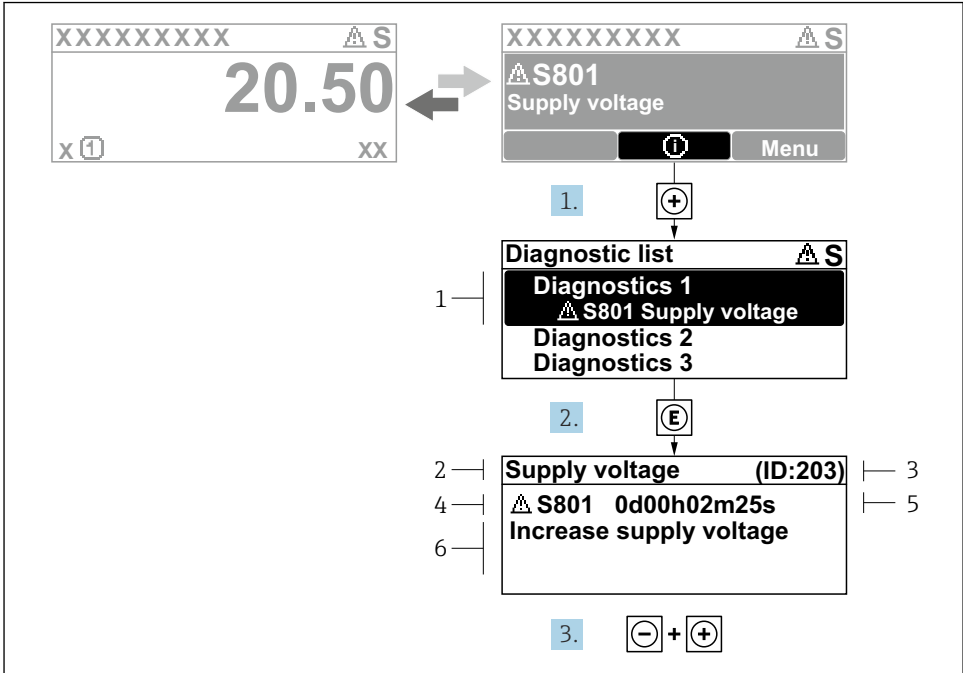 XXXXXXXXX ⚠ S
20.50
x ① XX
XXXXXXXXX ⚠ S
⚠ S801
Supply voltage
ⓘ Menu
1. +
Diagnostic list ⚠ S
1
Diagnostics 1
⚠ S801 Supply voltage
Diagnostics 2
Diagnostics 3
2. E
2 Supply voltage (ID:203) 3
4 ⚠ S801 0d00h02m25s 5
6 Increase supply voltage
3. - + +